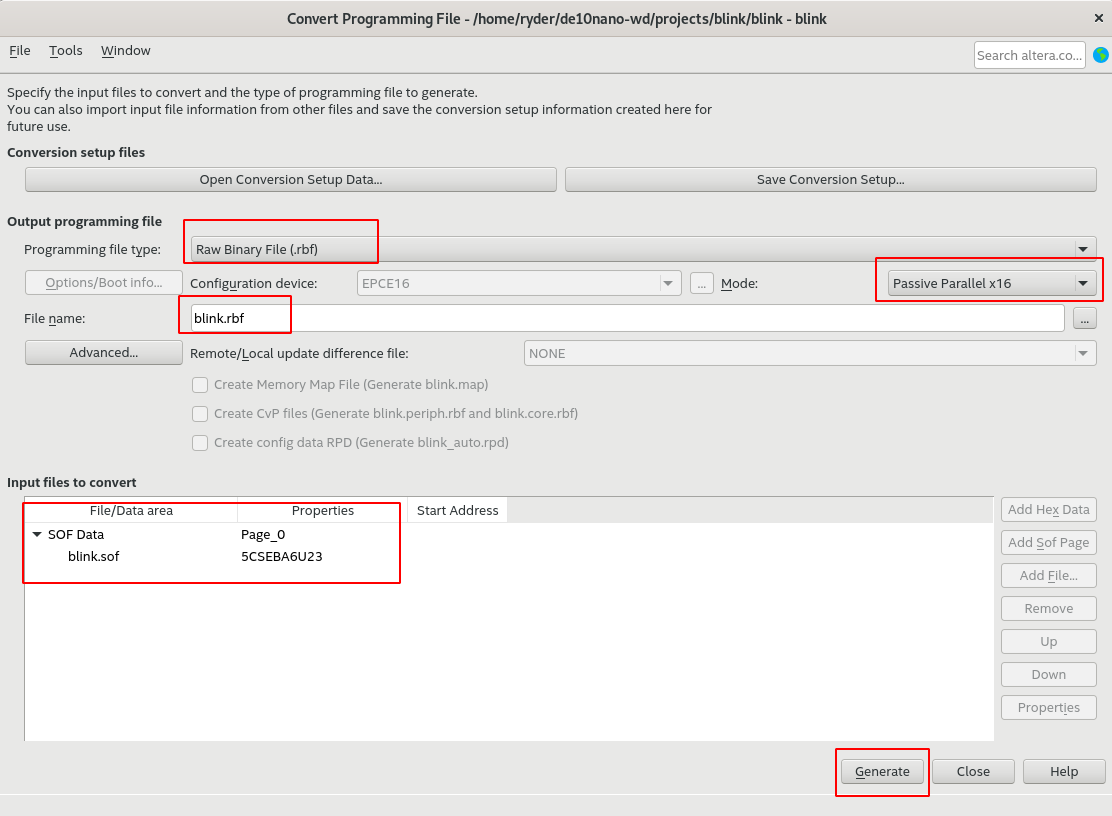 Convert Programming File - /home/ryder/de10nano-wd/projects/blink/blink - blink
File Tools Window
Search altera.co...
Specify the input files to convert and the type of programming file to generate.
You can also import input file information from other files and save the conversion setup information created here for
future use.
Conversion setup files
Open Conversion Setup Data...
Save Conversion Setup...
Output programming file
Programming file type:
Raw Binary File (.rbf)
Options/Boot info...
Configuration device:
EPCE16
...
Mode:
Passive Parallel x16
File name:
blink.rbf
...
Advanced...
Remote/Local update difference file:
NONE
Create Memory Map File (Generate blink.map)
Create CvP files (Generate blink.periph.rbf and blink.core.rbf)
Create config data RPD (Generate blink_auto.rpd)
Input files to convert
File/Data area Properties Start Address
SOF Data Page_0
blink.sof 5CSEBA6U23
Add Hex Data
Add Sof Page
Add File...
Remove
Up
Down
Properties
Generate
Close
Help